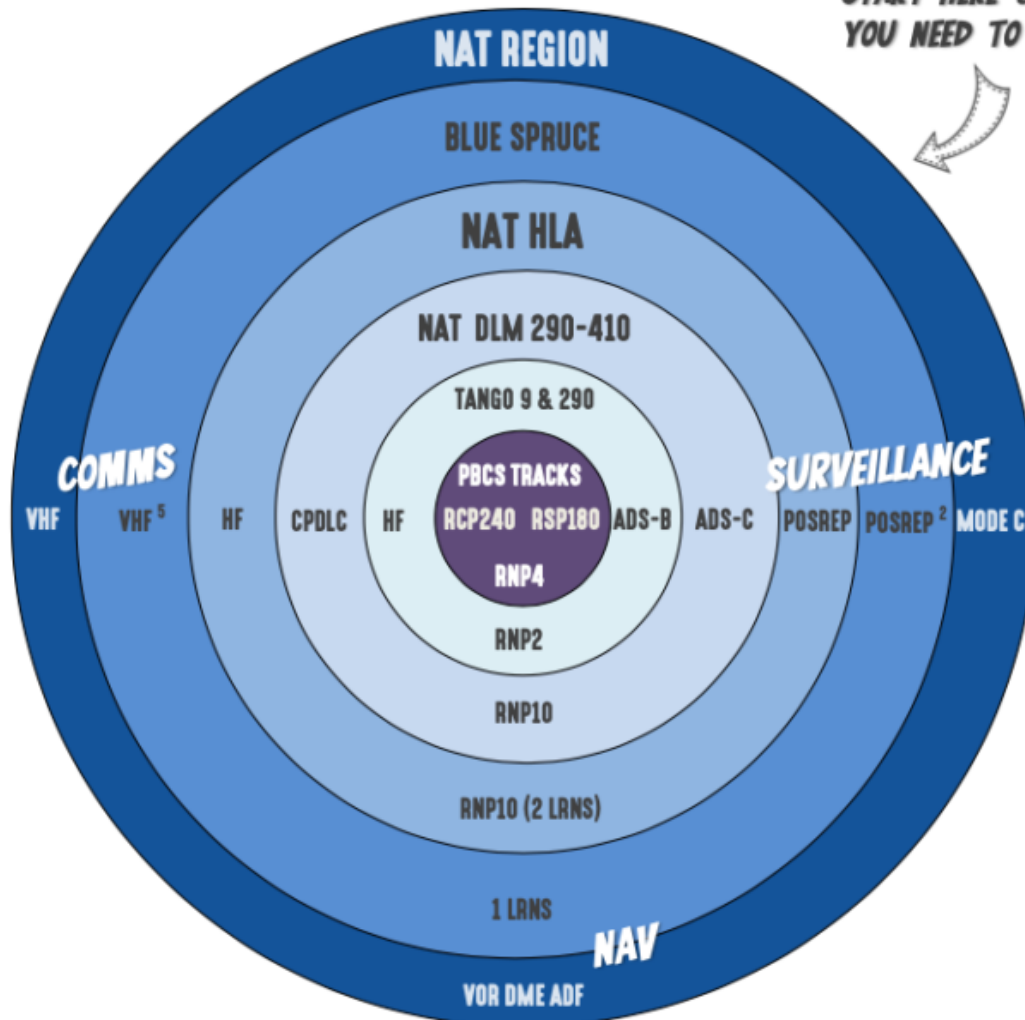 YOU NEED TO
NAT REGION
BLUE SPRUCE
NAT HLA
NAT DLM 290-410
TANGO 9 & 290
COMMS
SURVEILLANCE
PBCS TRACKS
VHF VHF 5 HF CPDLC HF RCP240 RSP180 ADS-B ADS-C POSREP POSREP 2 MODE C
RNP4
RNP2
RNP10
RNP10 (2 LRNS)
1 LRNS
NAV
VOR DME ADF